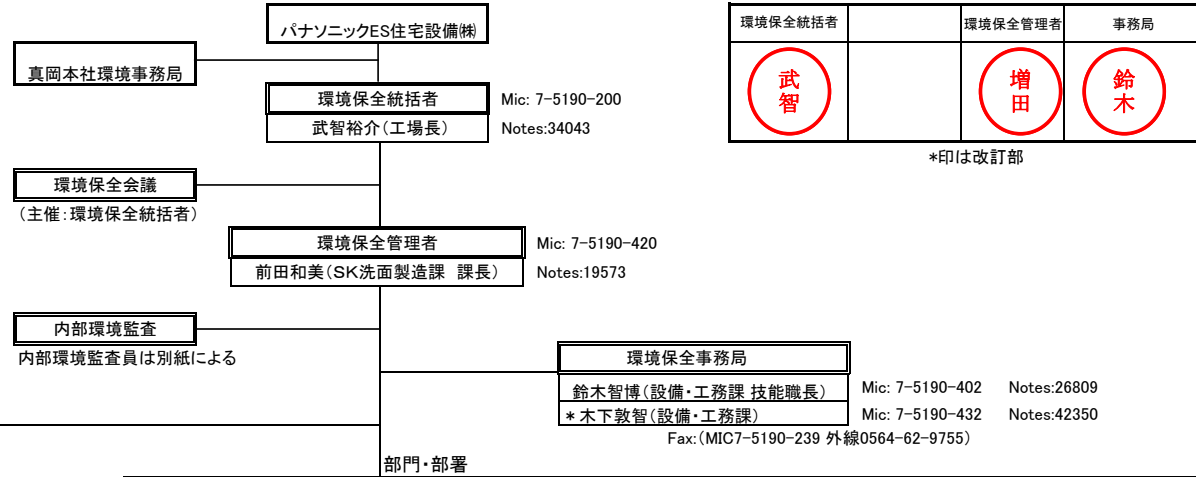 パナソニックES住宅設備㈱
真岡本社環境事務局
環境保全統括者
武智裕介(工場長)
Mic: 7-5190-200
Notes:34043
環境保全統括者 環境保全管理者 事務局
武智 増田 鈴木
*印は改訂部
環境保全会議
(主催:環境保全統括者)
環境保全管理者
前田和美(SK洗面製造課 課長)
Mic: 7-5190-420
Notes:19573
内部環境監査
内部環境監査員は別紙による
環境保全事務局
鈴木智博(設備・工務課 技能職長) Mic: 7-5190-402 Notes:26809
*木下敦智(設備・工務課) Mic: 7-5190-432 Notes:42350
Fax:(MIC7-5190-239 外線0564-62-9755)
部門・部署